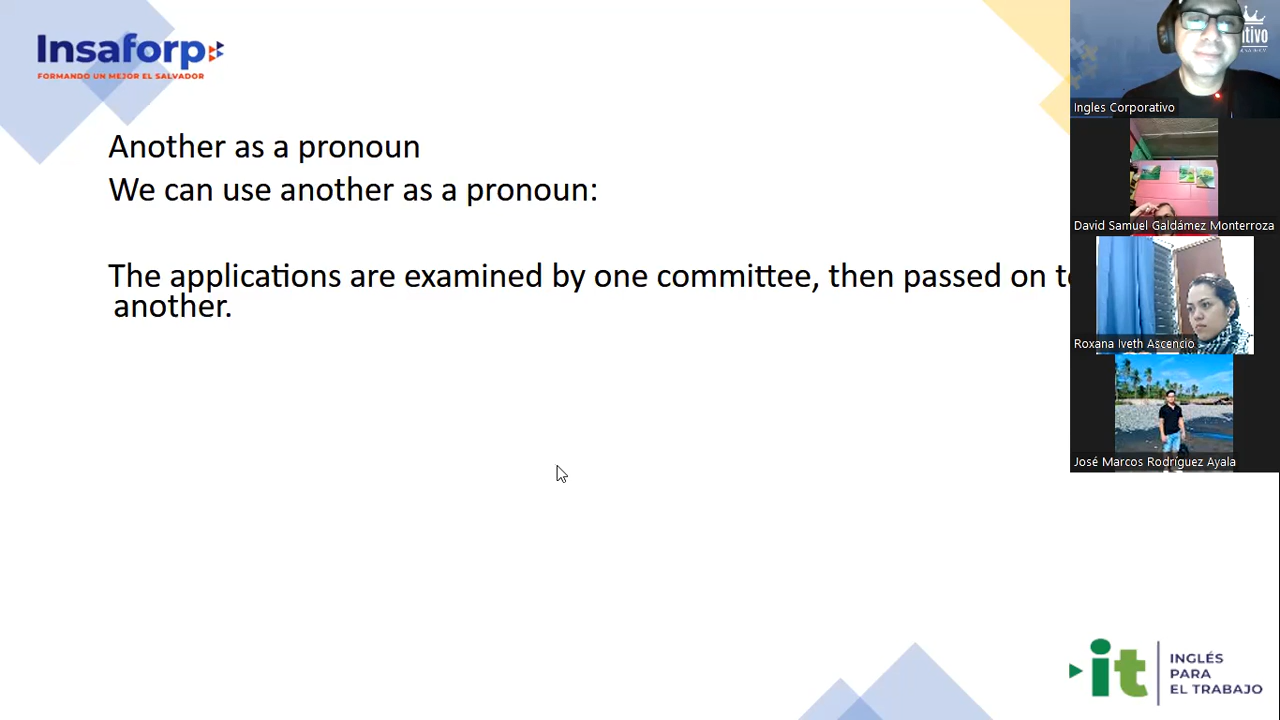 Insaforp
FORMANDO UN MEJOR EL SALVADOR
Another as a pronoun
We can use another as a pronoun:
The applications are examined by one committee, then passed on
another.
Ingles Corporativo
David Samuel Galdámez Monterroza
Roxana Iveth Ascencio
José Marcos Rodríguez Ayala
it
INGLÉS
PARA
EL TRABAJO